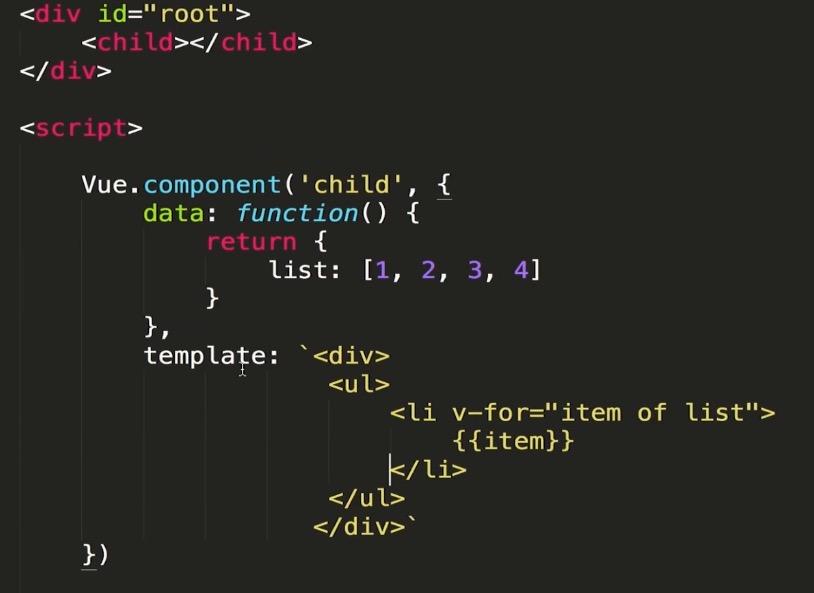 <div id="root">
    <child></child>
</div>

<script>

    Vue.component('child', {
        data: function() {
            return {
                list: [1, 2, 3, 4]
            }
        },
        template: `<div>
                    <ul>
                        <li v-for="item of list">
                            {{item}}
                        </li>
                    </ul>
                   </div>`
    })